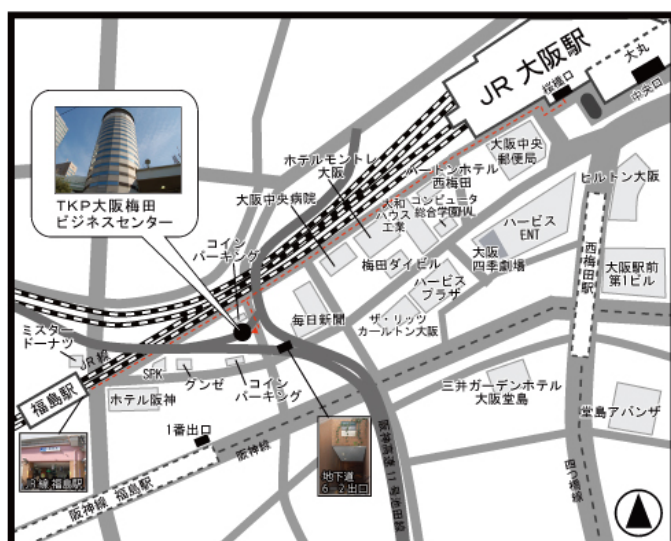 JR 大阪駅
大丸
桜橋口
中央口
大阪中央
郵便局
ホテルモントレ
大阪
ハートンホテル
西梅田
大阪中央病院
大和
ハウス
工業
コンピュータ
総合学園HAL
ヒルトン大阪
TKP大阪梅田
ビジネスセンター
ハービス
ENT
コイン
パーキング
梅田ダイビル
大阪
四季劇場
西梅田駅
大阪駅前
第1ビル
ハービス
プラザ
ミスター
ドーナツ
毎日新聞
ザ・リッツ
カールトン大阪
JR線
SPK
グンゼ
コイン
パーキング
福島駅
ホテル阪神
三井ガーデンホテル
大阪堂島
堂島アバンザ
1番出口
阪神線
JR線 福島駅
地下道
6-2出口
阪神高速11号池田線
四つ橋線
阪神線 福島駅